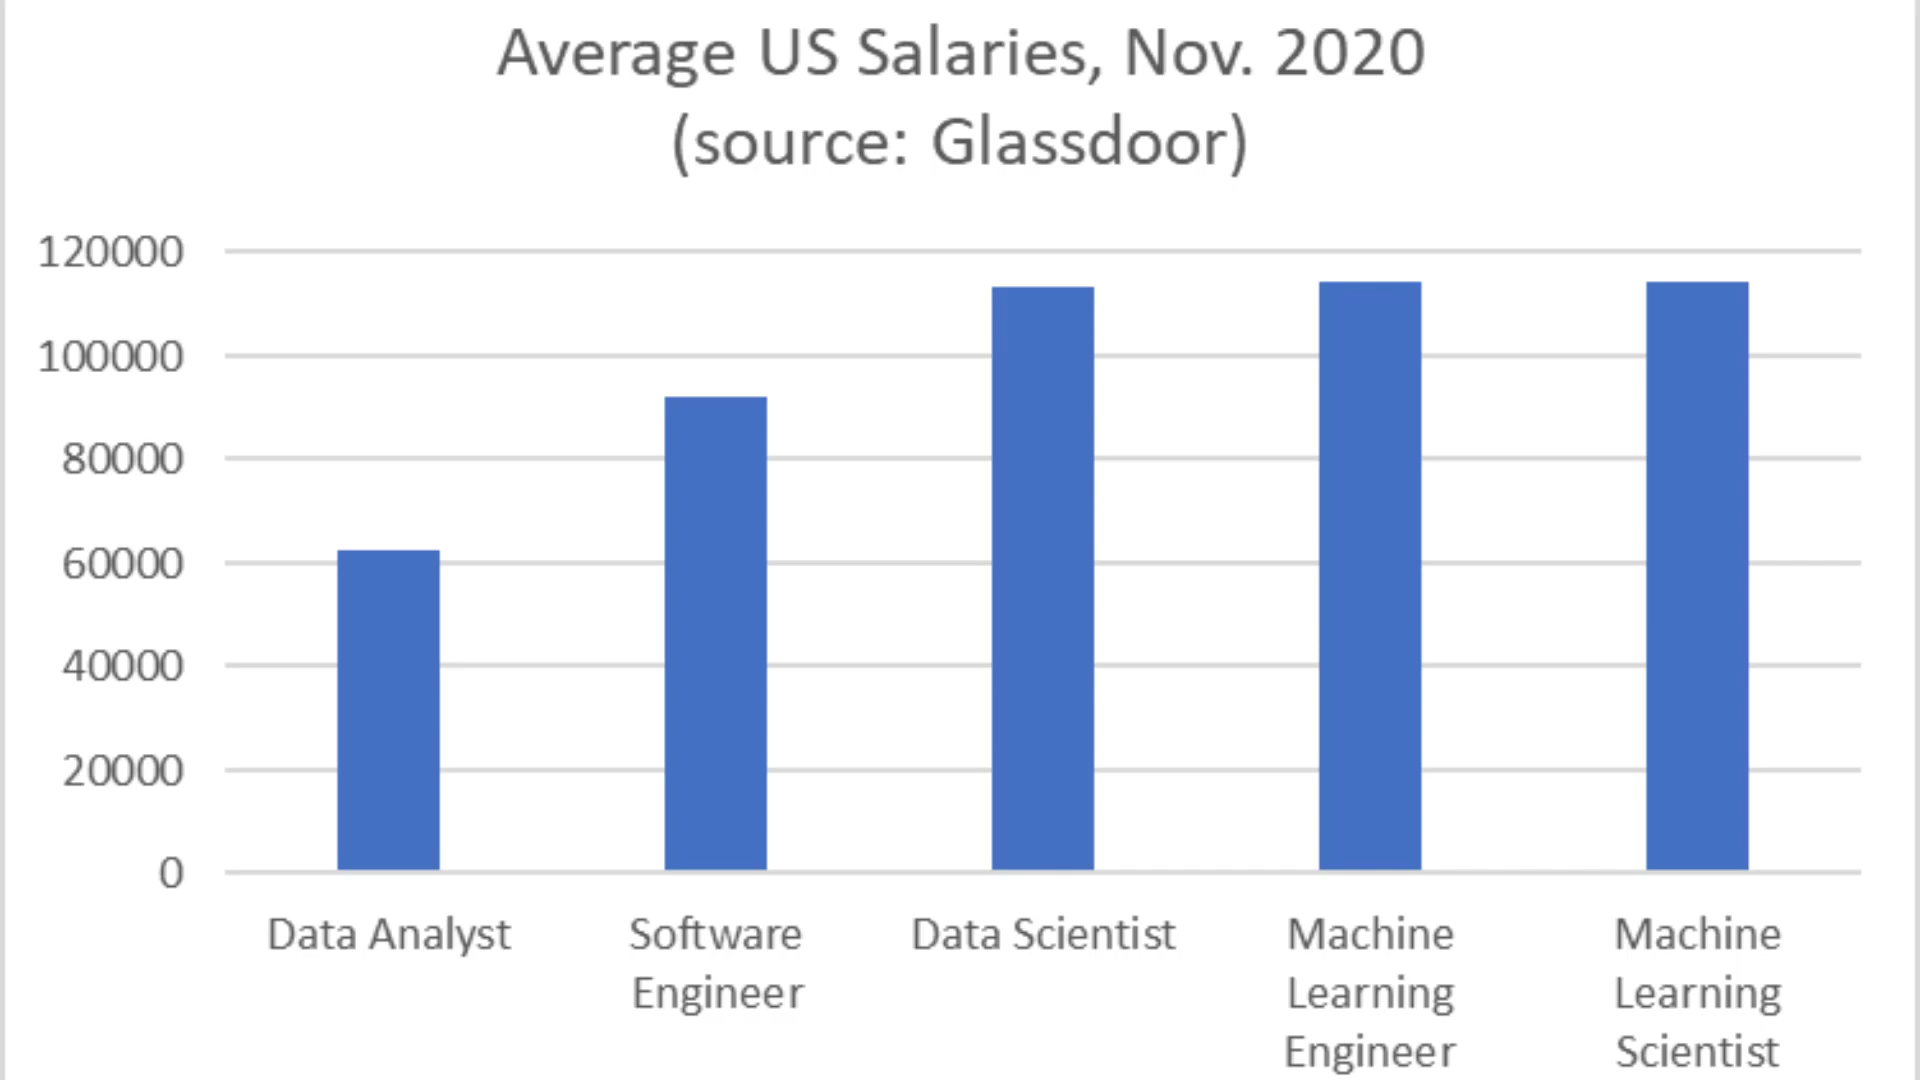 Average US Salaries, Nov. 2020
(source: Glassdoor)
120000
100000
80000
60000
40000
20000
0
Data Analyst
Software
Engineer
Data Scientist
Machine
Learning
Engineer
Machine
Learning
Scientist